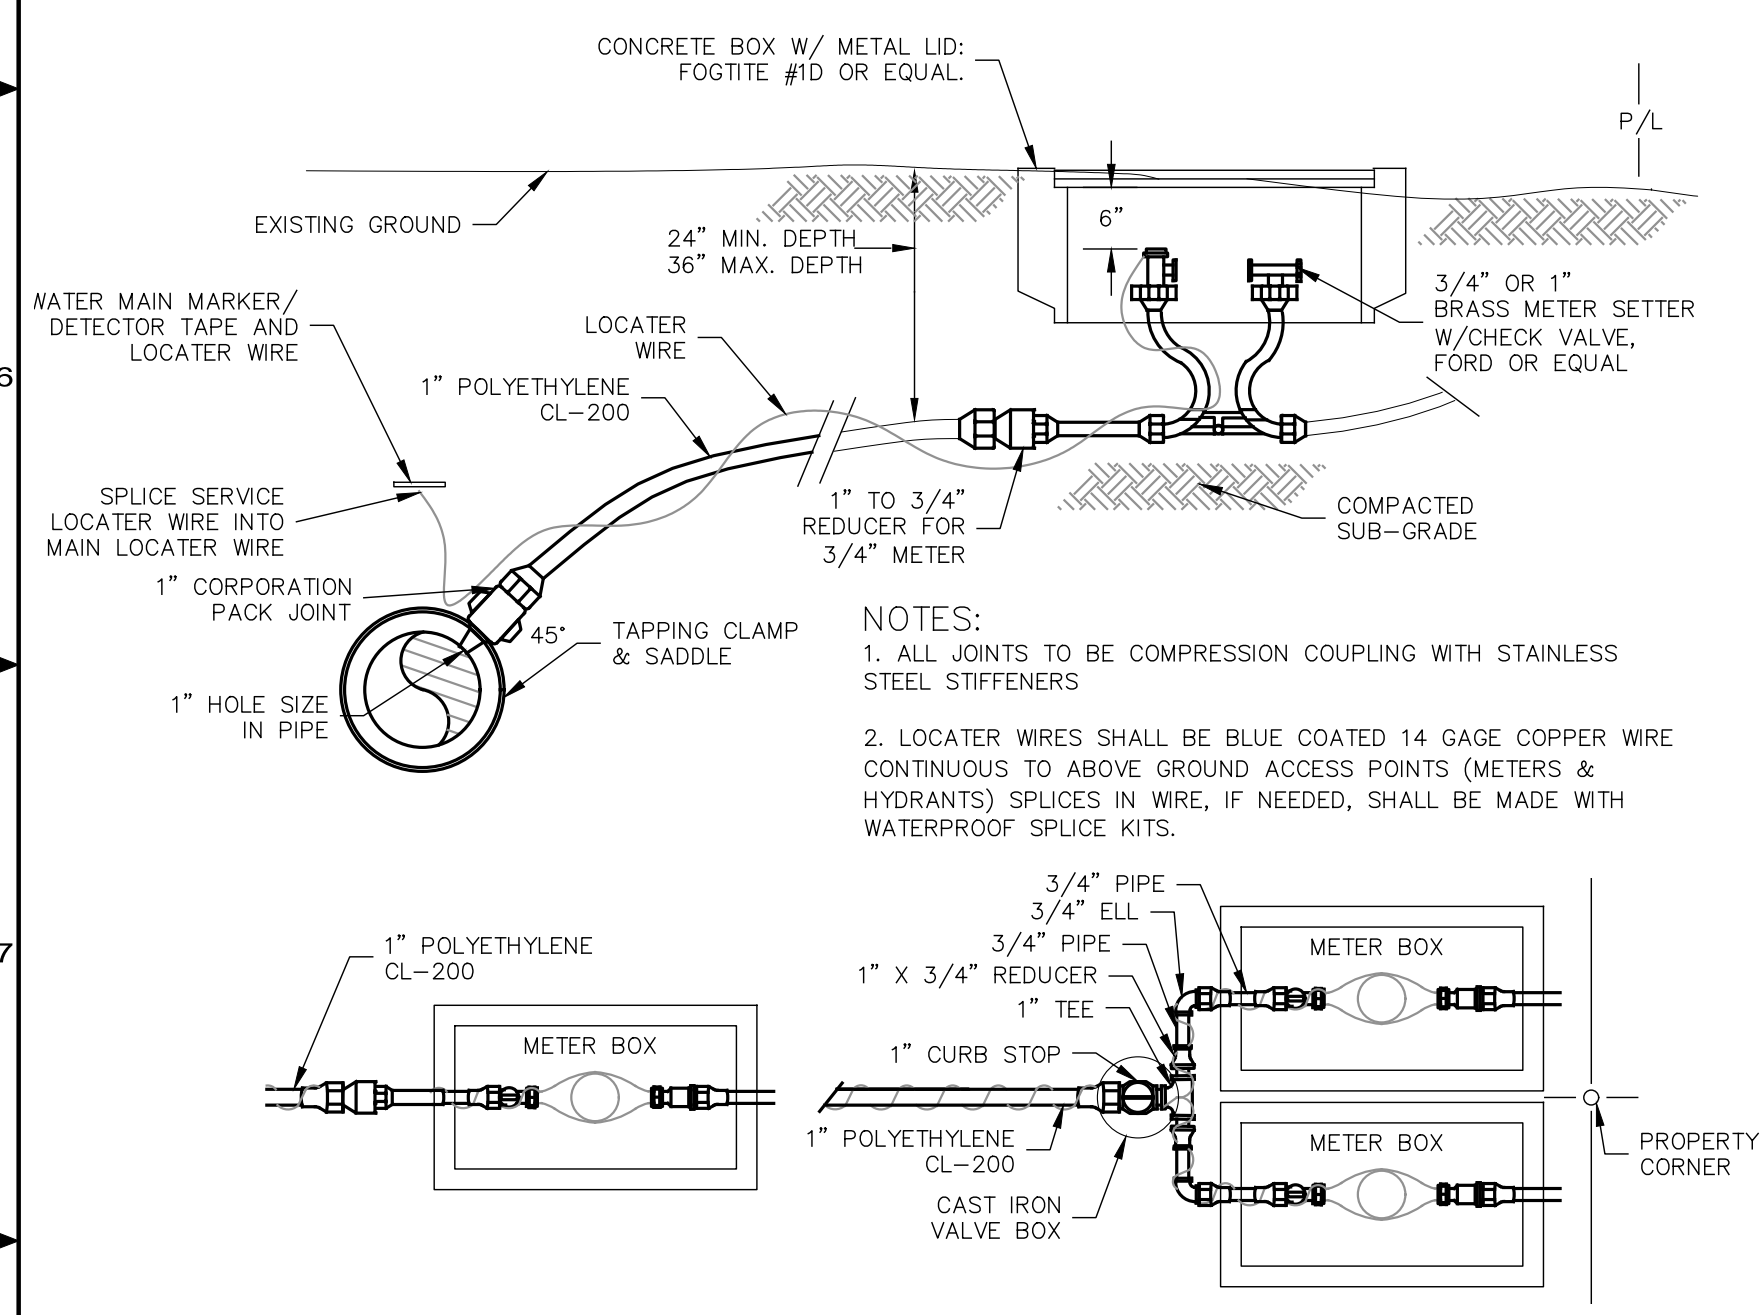 CONCRETE BOX W/ METAL LID:
FOGTITE #1D OR EQUAL.
P/L
EXISTING GROUND
24” MIN. DEPTH
36” MAX. DEPTH
6”
3/4” OR 1”
BRASS METER SETTER
W/CHECK VALVE,
FORD OR EQUAL
WATER MAIN MARKER/
DETECTOR TAPE AND
LOCATER WIRE
LOCATER
WIRE
6
1” POLYETHYLENE
CL-200
SPLICE SERVICE
LOCATER WIRE INTO
MAIN LOCATER WIRE
1” TO 3/4”
REDUCER FOR
3/4” METER
COMPACTED
SUB-GRADE
1” CORPORATION
PACK JOINT
45°
TAPPING CLAMP
& SADDLE
1” HOLE SIZE
IN PIPE
NOTES:
1. ALL JOINTS TO BE COMPRESSION COUPLING WITH STAINLESS
STEEL STIFFENERS
2. LOCATER WIRES SHALL BE BLUE COATED 14 GAGE COPPER WIRE
CONTINUOUS TO ABOVE GROUND ACCESS POINTS (METERS &
HYDRANTS) SPLICES IN WIRE, IF NEEDED, SHALL BE MADE WITH
WATERPROOF SPLICE KITS.
7
1” POLYETHYLENE
CL-200
METER BOX
3/4” PIPE
3/4” ELL
3/4” PIPE
1” X 3/4” REDUCER
1” TEE
1” CURB STOP
1” POLYETHYLENE
CL-200
CAST IRON
VALVE BOX
METER BOX
METER BOX
PROPERTY
CORNER